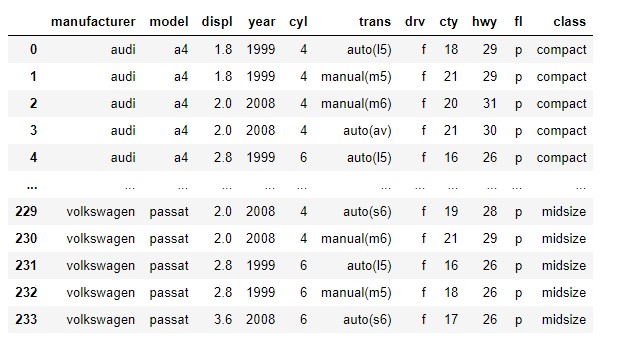 manufacturer model displ year cyl trans drv cty hwy fl class
0 audi a4 1.8 1999 4 auto(l5) f 18 29 p compact
1 audi a4 1.8 1999 4 manual(m5) f 21 29 p compact
2 audi a4 2.0 2008 4 manual(m6) f 20 31 p compact
3 audi a4 2.0 2008 4 auto(av) f 21 30 p compact
4 audi a4 2.8 1999 6 auto(l5) f 16 26 p compact
... ... ... ... ... ... ... ... ... ... ... ...
229 volkswagen passat 2.0 2008 4 auto(s6) f 19 28 p midsize
230 volkswagen passat 2.0 2008 4 manual(m6) f 21 29 p midsize
231 volkswagen passat 2.8 1999 6 auto(l5) f 16 26 p midsize
232 volkswagen passat 2.8 1999 6 manual(m5) f 18 26 p midsize
233 volkswagen passat 3.6 2008 6 auto(s6) f 17 26 p midsize